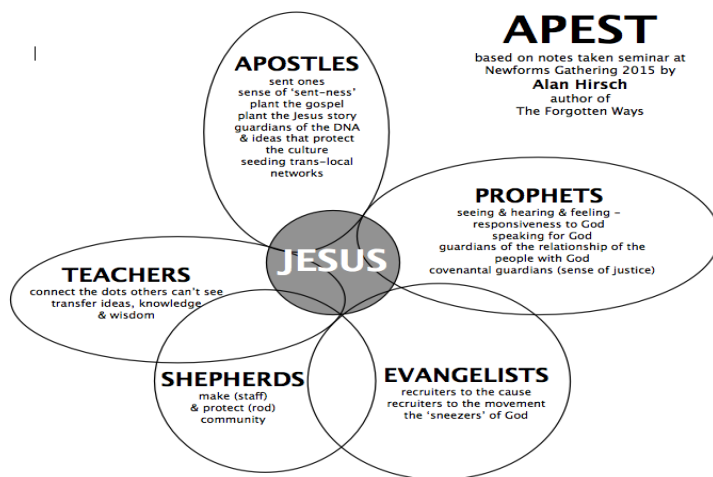 APEST
based on notes taken seminar at
Newforms Gathering 2015 by
Alan Hirsch
author of
The Forgotten Ways
APOSTLES
sent ones
sense of ‘sent-ness’
plant the gospel
plant the Jesus story
guardians of the DNA
& ideas that protect
the culture
seeding trans-local
networks
PROPHETS
seeing & hearing & feeling –
responsiveness to God
speaking for God
guardians of the relationship of the
people with God
covenantal guardians (sense of justice)
JESUS
TEACHERS
connect the dots others can’t see
transfer ideas, knowledge
& wisdom
SHEPHERDS
make (staff)
& protect (rod)
community
EVANGELISTS
recruiters to the cause
recruiters to the movement
the ‘sneezers’ of God